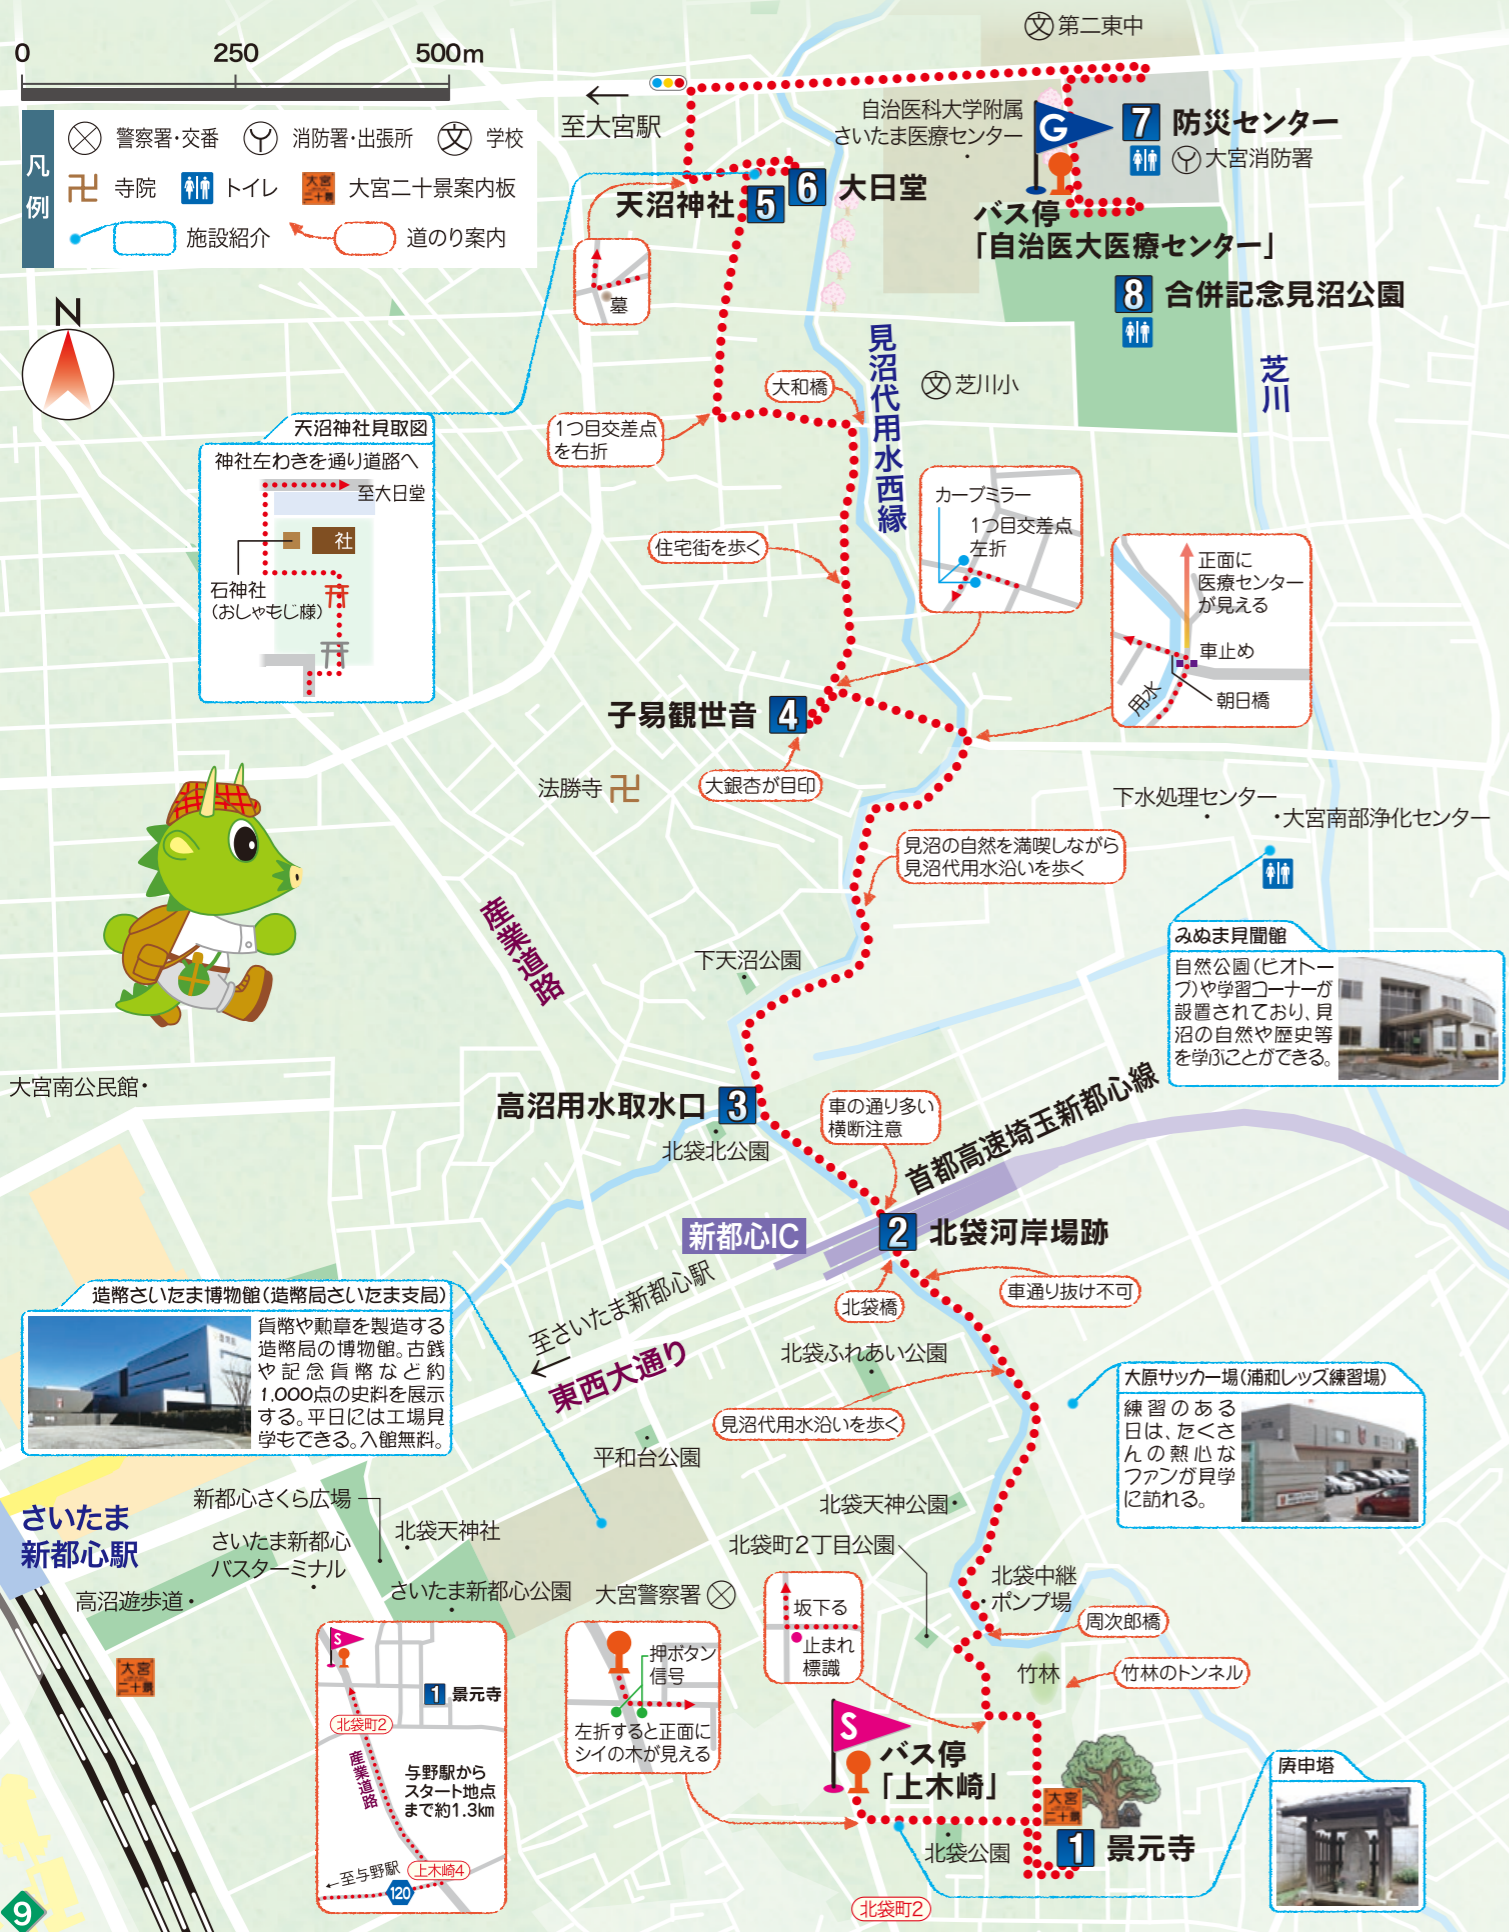 0 250 500m
凡例
警察署・交番
消防署・出張所
文 学校
卍 寺院
トイレ
大宮二十景 大宮二十景案内板
施設紹介
道のり案内
N
文 第二東中
至大宮駅
自治医科大学附属
さいたま医療センター
G
7 防災センター
大宮消防署
バス停
「自治医大医療センター」
8 合併記念見沼公園
天沼神社 5
6 大日堂
墓
見沼代用水西縁
芝川
文 芝川小
大和橋
1つ目交差点
を右折
天沼神社見取図
神社左わきを通り道路へ
至大日堂
社
石神社
(おしゃもじ様)
住宅街を歩く
カーブミラー
1つ目交差点
左折
正面に
医療センター
が見える
車止め
朝日橋
用水
子易観世音 4
大銀杏が目印
法勝寺 卍
下水処理センター
大宮南部浄化センター
見沼の自然を満喫しながら
見沼代用水沿いを歩く
産業道路
下天沼公園
みぬま見聞館
自然公園(ビオトー
プ)や学習コーナーが
設置されており、見
沼の自然や歴史等
を学ぶことができる。
大宮南公民館
高沼用水取水口 3
北袋北公園
車の通り多い
横断注意
首都高速埼玉新都心線
新都心IC
2 北袋河岸場跡
北袋橋
車通り抜け不可
至さいたま新都心駅
東西大通り
造幣さいたま博物館(造幣局さいたま支局)
貨幣や勲章を製造する
造幣局の博物館。古銭
や記念貨幣など約
1,000点の史料を展示
する。平日には工場見
学もできる。入館無料。
北袋ふれあい公園
見沼代用水沿いを歩く
平和台公園
大原サッカー場(浦和レッズ練習場)
練習のある
日は、たくさ
んの熱心な
ファンが見学
に訪れる。
さいたま
新都心駅
新都心さくら広場
さいたま新都心
バスターミナル
北袋天神社
高沼遊歩道
さいたま新都心公園
大宮警察署
北袋天神公園
北袋町2丁目公園
北袋中継
ポンプ場
周次郎橋
竹林
竹林のトンネル
坂下る
止まれ
標識
大宮二十景
S
1 景元寺
北袋町2
産業道路
与野駅から
スタート地点
まで約1.3km
至与野駅
上木崎4
120
押ボタン
信号
左折すると正面に
シイの木が見える
S
バス停
「上木崎」
大宮二十景
1 景元寺
北袋公園
北袋町2
庚申塔
9